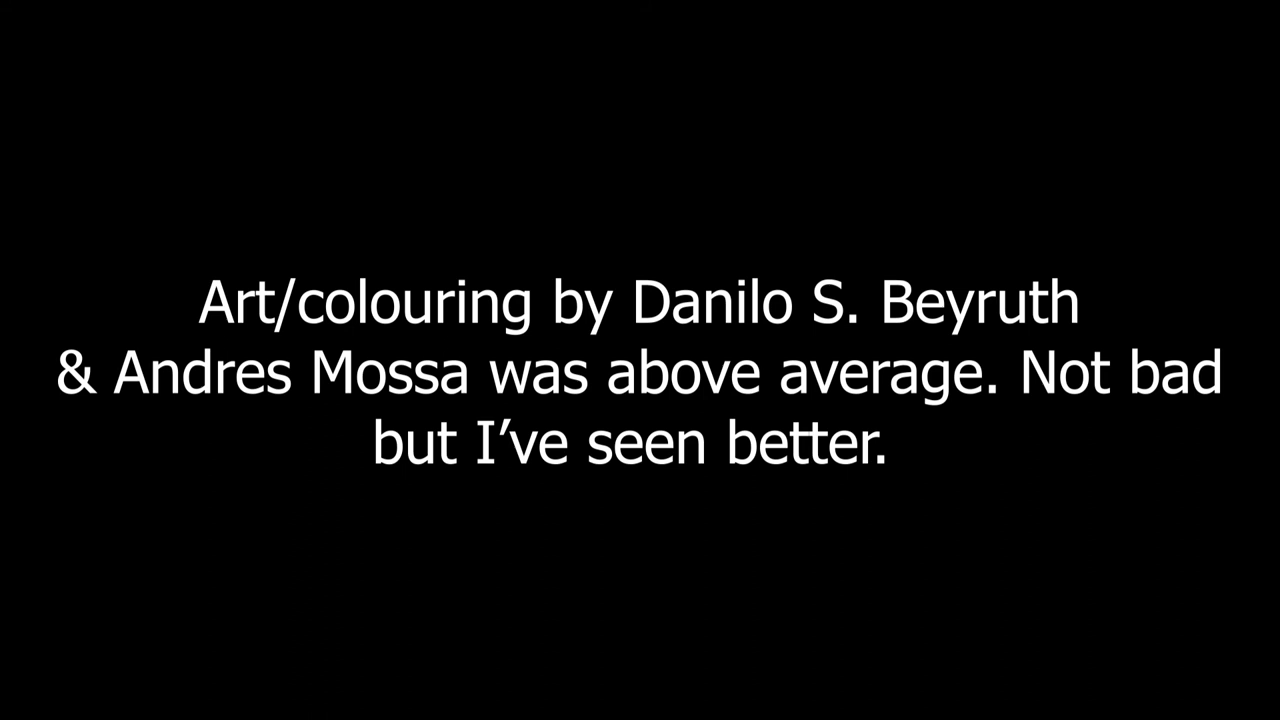 Art/colouring by Danilo S. Beyruth
& Andres Mossa was above average. Not bad
but I’ve seen better.